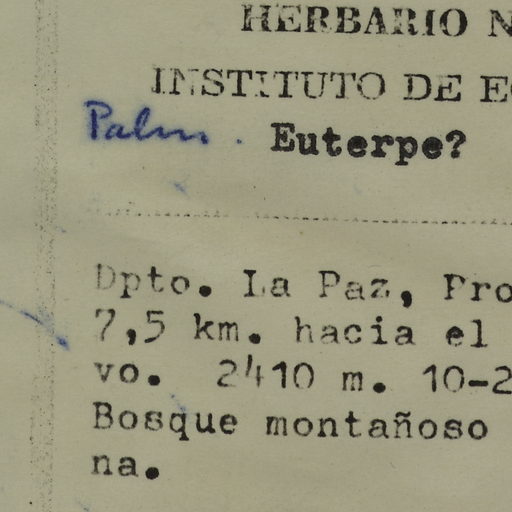 HERBARIO N
INSTITUTO DE E
Palm. Euterpe?
Dpto. La Paz, Pro
7,5 km. hacia el
vo. 2410 m. 10-2
Bosque montañoso
na.